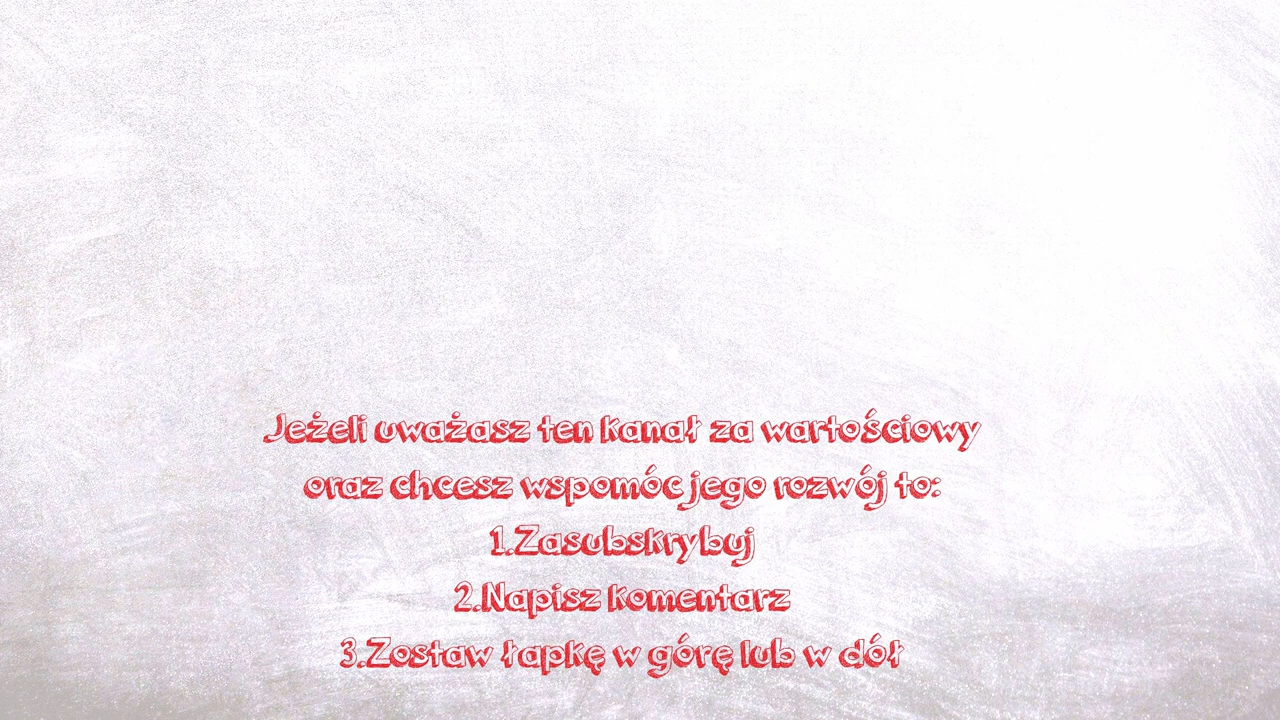 Jeżeli uważasz ten kanał za wartościowy
oraz chcesz wspomóc jego rozwój to:
1.Zasubskrybuj
2.Napisz komentarz
3.Zostaw łapkę w górę lub w dół